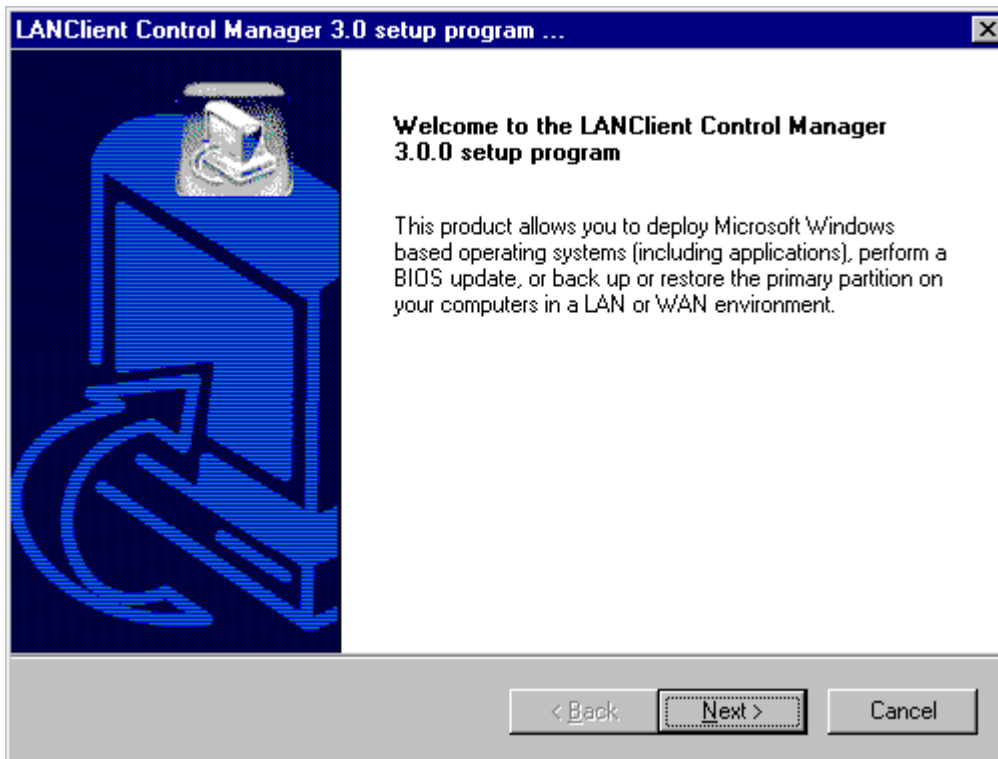 LANClient Control Manager 3.0 setup program ...
Welcome to the LANClient Control Manager
3.0.0 setup program
This product allows you to deploy Microsoft Windows
based operating systems (including applications), perform a
BIOS update, or back up or restore the primary partition on
your computers in a LAN or WAN environment.
< Back
Next >
Cancel